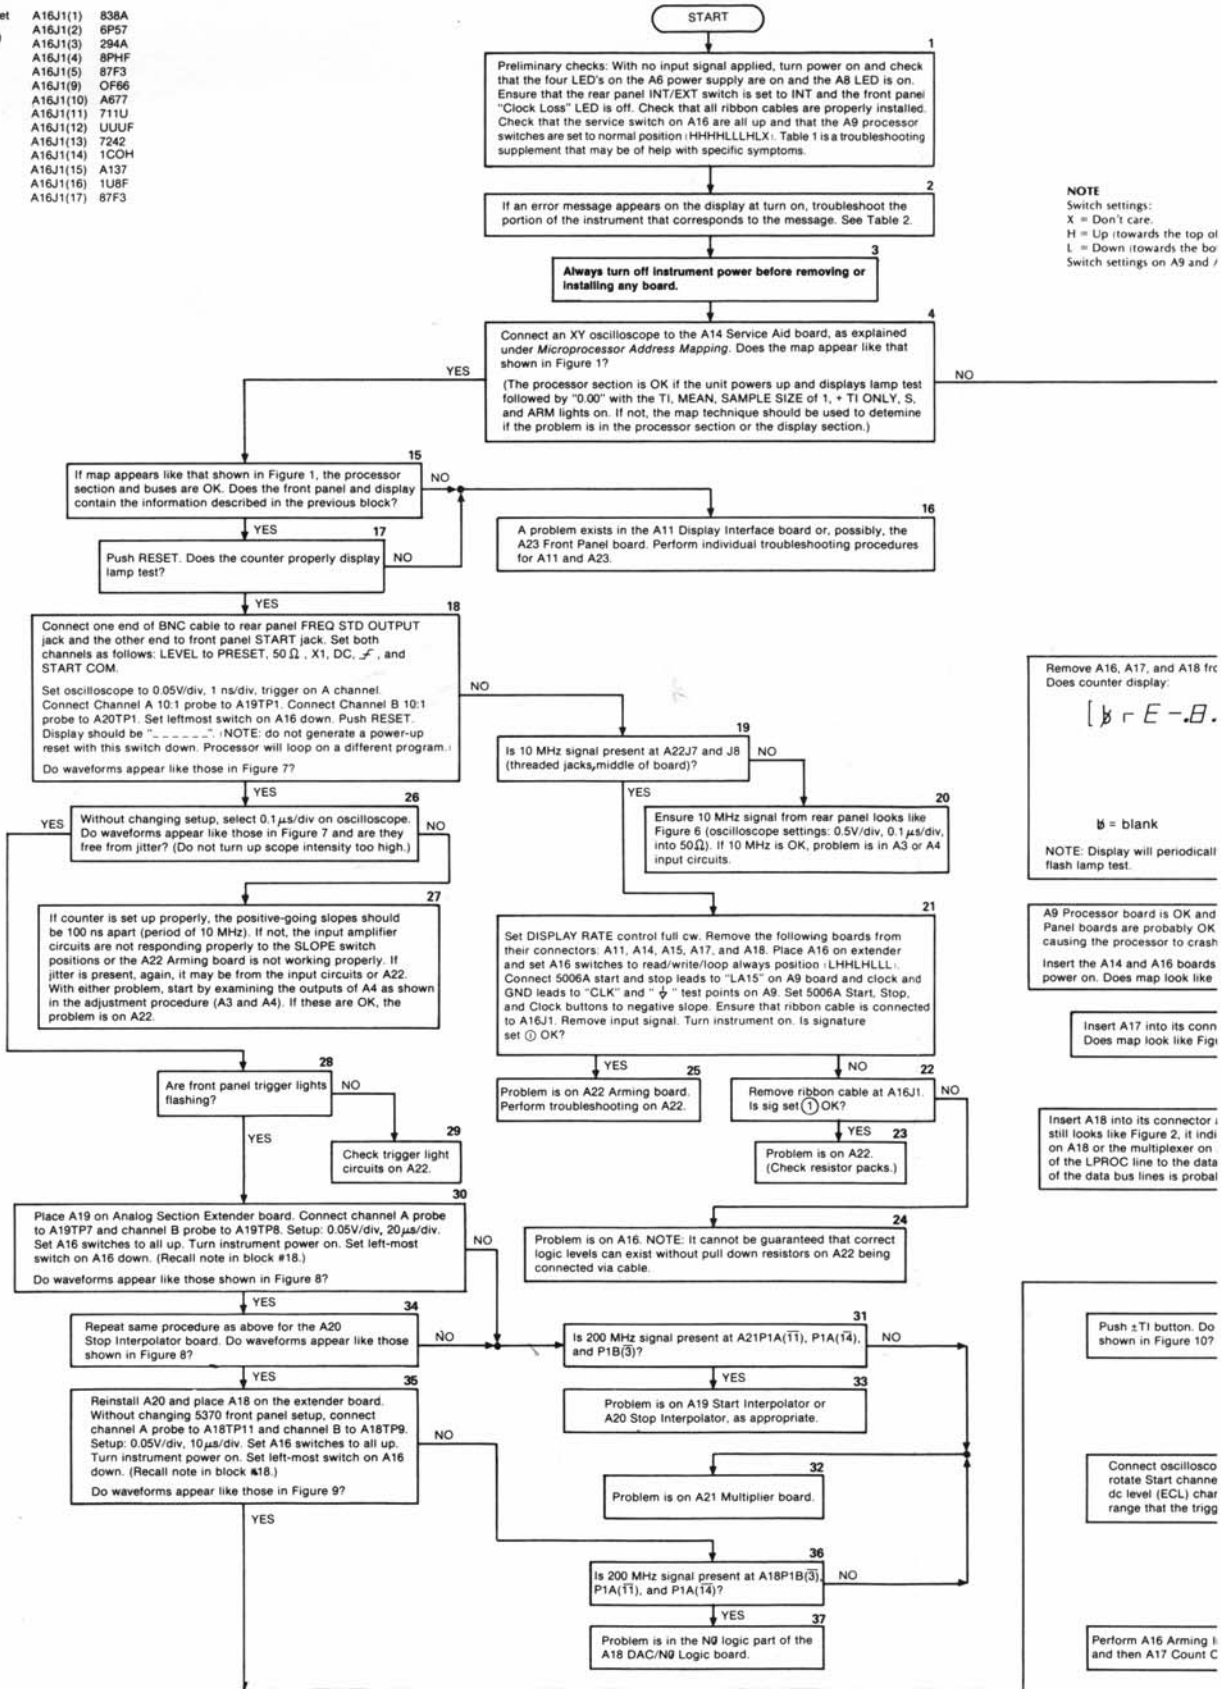 et A16J1(1) 838A
) A16J1(2) 6P57
A16J1(3) 294A
A16J1(4) 8PHF
A16J1(5) 87F3
A16J1(9) OF66
A16J1(10) A677
A16J1(11) 711U
A16J1(12) UUUF
A16J1(13) 7242
A16J1(14) 1COH
A16J1(15) A137
A16J1(16) 1U8F
A16J1(17) 87F3
START
1
Preliminary checks: With no input signal applied, turn power on and check
that the four LED's on the A6 power supply are on and the A8 LED is on.
Ensure that the rear panel INT/EXT switch is set to INT and the front panel
"Clock Loss" LED is off. Check that all ribbon cables are properly installed.
Check that the service switch on A16 are all up and that the A9 processor
switches are set to normal position (HHHHLLLHLX). Table 1 is a troubleshooting
supplement that may be of help with specific symptoms.
2
If an error message appears on the display at turn on, troubleshoot the
portion of the instrument that corresponds to the message. See Table 2.
NOTE
Switch settings:
X = Don't care.
H = Up (towards the top of
L = Down (towards the bo
Switch settings on A9 and
3
Always turn off instrument power before removing or
installing any board.
4
Connect an XY oscilloscope to the A14 Service Aid board, as explained
under Microprocessor Address Mapping. Does the map appear like that
shown in Figure 1?
YES
NO
(The processor section is OK if the unit powers up and displays lamp test
followed by "0.00" with the TI, MEAN, SAMPLE SIZE of 1, + TI ONLY, S,
and ARM lights on. If not, the map technique should be used to detemine
if the problem is in the processor section or the display section.)
15
If map appears like that shown in Figure 1, the processor
section and buses are OK. Does the front panel and display
contain the information described in the previous block?
NO
YES
16
A problem exists in the A11 Display Interface board or, possibly, the
A23 Front Panel board. Perform individual troubleshooting procedures
for A11 and A23.
17
Push RESET. Does the counter properly display
lamp test?
NO
YES
18
Connect one end of BNC cable to rear panel FREQ STD OUTPUT
jack and the other end to front panel START jack. Set both
channels as follows: LEVEL to PRESET, 50 Ω , X1, DC, ⨍ , and
START COM.
Set oscilloscope to 0.05V/div, 1 ns/div, trigger on A channel.
Connect Channel A 10:1 probe to A19TP1. Connect Channel B 10:1
probe to A20TP1. Set leftmost switch on A16 down. Push RESET.
Display should be "_ _ _ _ _ _". (NOTE: do not generate a power-up
reset with this switch down. Processor will loop on a different program.)
Do waveforms appear like those in Figure 7?
NO
YES
Remove A16, A17, and A18 fro
Does counter display:
[ ƀ r E -.8.
ƀ = blank
NOTE: Display will periodicall
flash lamp test.
19
Is 10 MHz signal present at A22J7 and J8
(threaded jacks,middle of board)?
NO
YES
20
Ensure 10 MHz signal from rear panel looks like
Figure 6 (oscilloscope settings: 0.5V/div, 0.1 μs/div,
into 50Ω). If 10 MHz is OK, problem is in A3 or A4
input circuits.
26
Without changing setup, select 0.1 μs/div on oscilloscope.
Do waveforms appear like those in Figure 7 and are they
free from jitter? (Do not turn up scope intensity too high.)
YES
NO
27
If counter is set up properly, the positive-going slopes should
be 100 ns apart (period of 10 MHz). If not, the input amplifier
circuits are not responding properly to the SLOPE switch
positions or the A22 Arming board is not working properly. If
jitter is present, again, it may be from the input circuits or A22.
With either problem, start by examining the outputs of A4 as shown
in the adjustment procedure (A3 and A4). If these are OK, the
problem is on A22.
21
Set DISPLAY RATE control full cw. Remove the following boards from
their connectors: A11, A14, A15, A17, and A18. Place A16 on extender
and set A16 switches to read/write/loop always position (LHHLHLLL).
Connect 5006A start and stop leads to "LA15" on A9 board and clock and
GND leads to "CLK" and " ⏚ " test points on A9. Set 5006A Start, Stop,
and Clock buttons to negative slope. Ensure that ribbon cable is connected
to A16J1. Remove input signal. Turn instrument on. Is signature
set ① OK?
YES
NO
A9 Processor board is OK and
Panel boards are probably OK
causing the processor to crash
Insert the A14 and A16 boards
power on. Does map look like
Insert A17 into its conn
Does map look like Figu
25
Problem is on A22 Arming board.
Perform troubleshooting on A22.
22
Remove ribbon cable at A16J1.
Is sig set ① OK?
NO
YES
23
Problem is on A22.
(Check resistor packs.)
Insert A18 into its connector
still looks like Figure 2, it indi
on A18 or the multiplexer on
of the LPROC line to the data
of the data bus lines is probal
28
Are front panel trigger lights
flashing?
NO
YES
29
Check trigger light
circuits on A22.
30
Place A19 on Analog Section Extender board. Connect channel A probe
to A19TP7 and channel B probe to A19TP8. Setup: 0.05V/div, 20μs/div.
Set A16 switches to all up. Turn instrument power on. Set left-most
switch on A16 down. (Recall note in block #18.)
Do waveforms appear like those shown in Figure 8?
NO
YES
24
Problem is on A16. NOTE: It cannot be guaranteed that correct
logic levels can exist without pull down resistors on A22 being
connected via cable.
34
Repeat same procedure as above for the A20
Stop Interpolator board. Do waveforms appear like those
shown in Figure 8?
NO
YES
31
Is 200 MHz signal present at A21P1A(1̅1̅), P1A(1̅4̅),
and P1B(3̅)?
NO
YES
Push ±TI button. Do
shown in Figure 10?
33
Problem is on A19 Start Interpolator or
A20 Stop Interpolator, as appropriate.
35
Reinstall A20 and place A18 on the extender board.
Without changing 5370 front panel setup, connect
channel A probe to A18TP11 and channel B to A18TP9.
Setup: 0.05V/div, 10μs/div. Set A16 switches to all up.
Turn instrument power on. Set left-most switch on A16
down. (Recall note in block #18.)
Do waveforms appear like those in Figure 9?
NO
YES
32
Problem is on A21 Multiplier board.
Connect oscillosco
rotate Start channe
dc level (ECL) char
range that the trigg
36
Is 200 MHz signal present at A18P1B(3̅),
P1A(1̅1̅), and P1A(1̅4̅)?
NO
YES
37
Problem is in the N0 logic part of the
A18 DAC/N0 Logic board.
Perform A16 Arming
and then A17 Count C